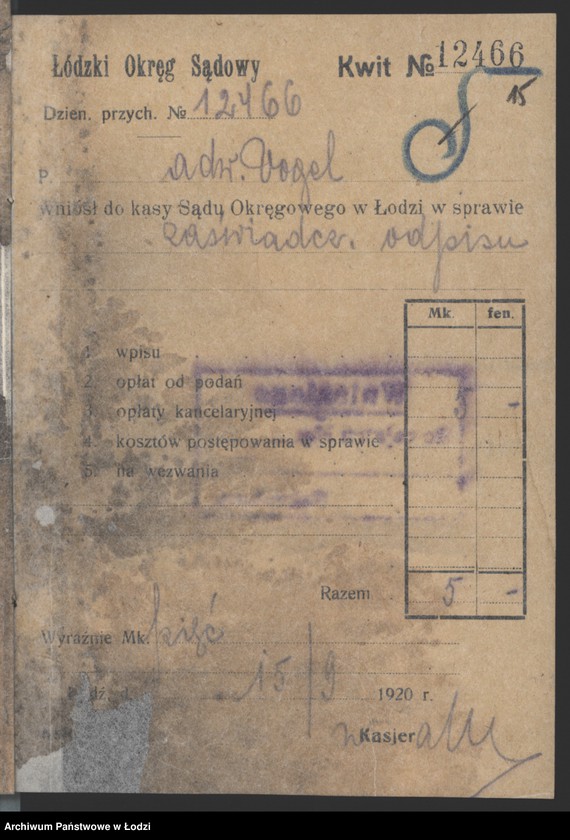 Łódzki Okręg Sądowy
Kwit № 12466
15
Dzien. przych. № 12466
P. adw. Vogel
wniósł do kasy Sądu Okręgowego w Łodzi w sprawie
zaświadcz. odpisu
Mk. fen.
1. wpisu
2. opłat od podań
3. opłaty kancelaryjnej 5 -
4. kosztów postępowania w sprawie
5. na wezwania
Razem 5 -
Wyraźnie Mk. pięć
dź, d. 15/9 1920 r.
Kasjer
Archiwum Państwowe w Łodzi